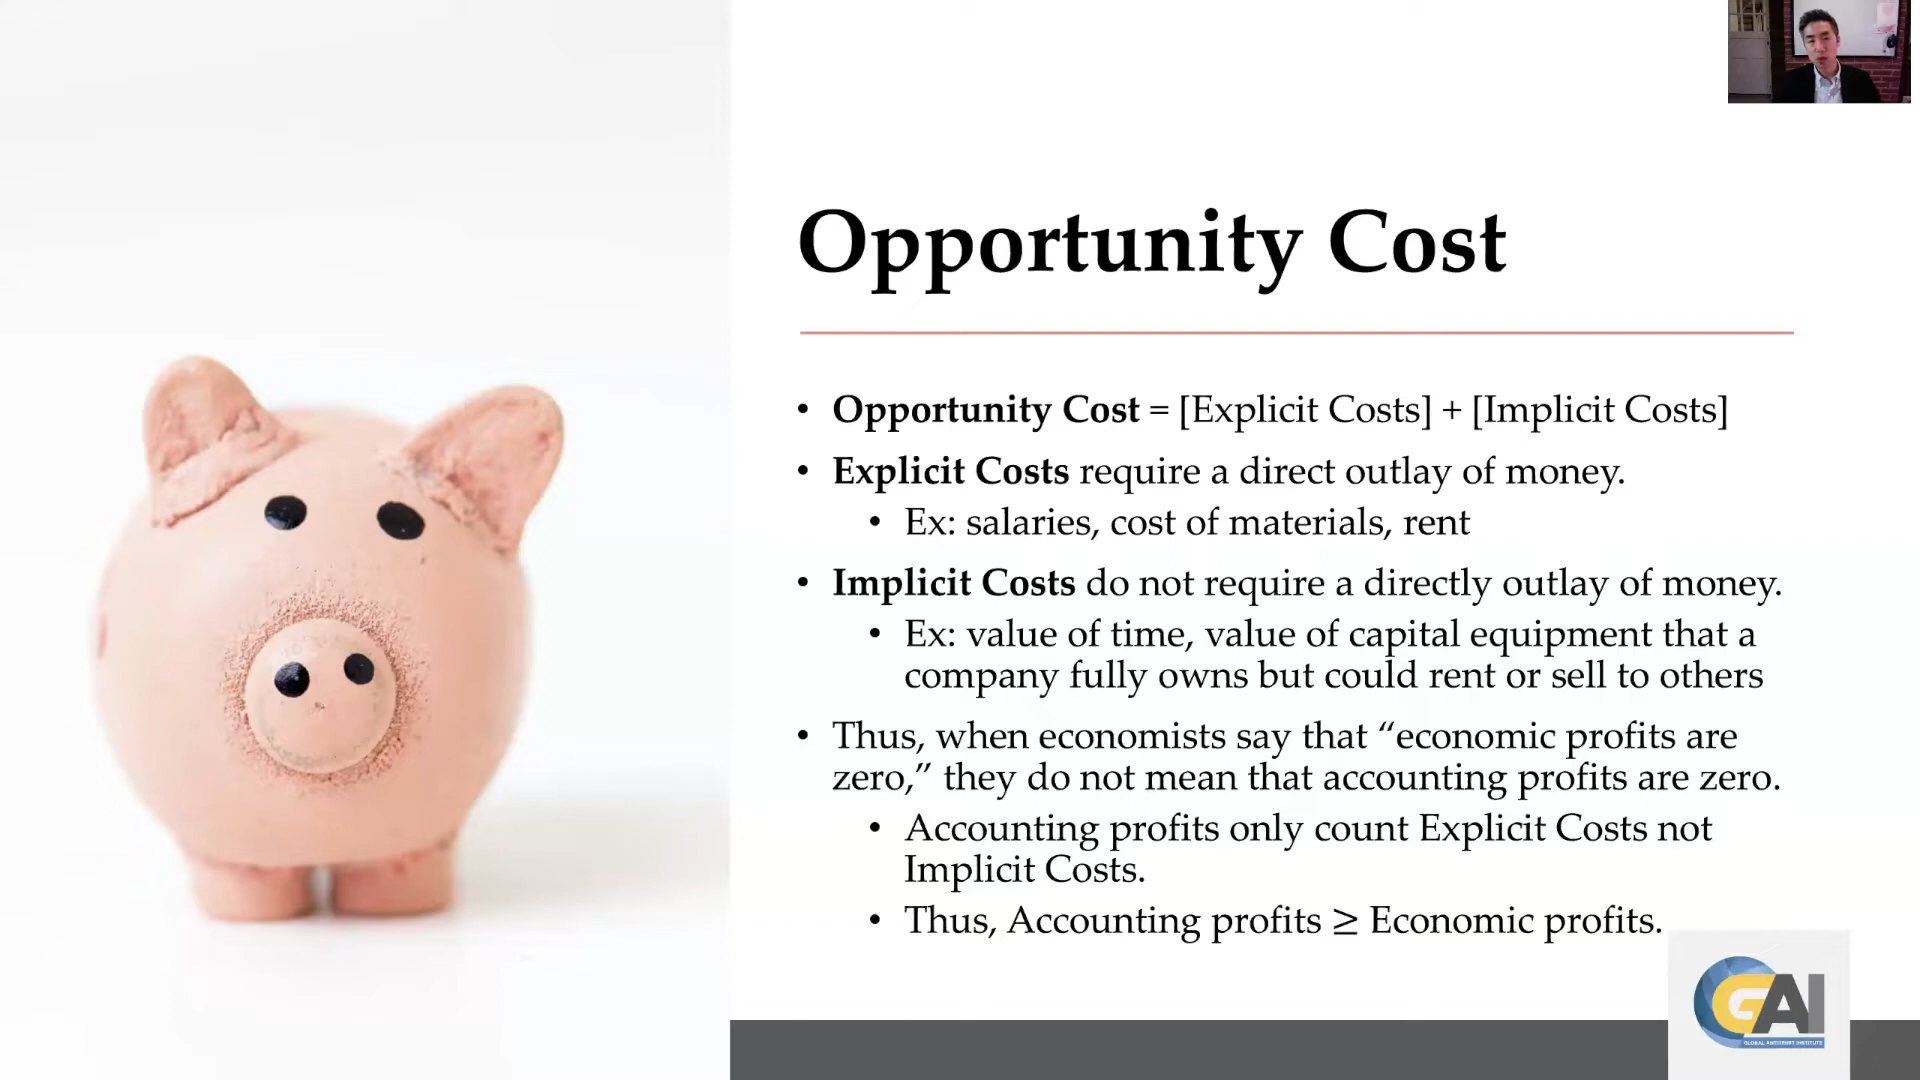 Opportunity Cost
• Opportunity Cost = [Explicit Costs] + [Implicit Costs]
• Explicit Costs require a direct outlay of money.
• Ex: salaries, cost of materials, rent
• Implicit Costs do not require a directly outlay of money.
• Ex: value of time, value of capital equipment that a
company fully owns but could rent or sell to others
• Thus, when economists say that “economic profits are
zero,” they do not mean that accounting profits are zero.
• Accounting profits only count Explicit Costs not
Implicit Costs.
• Thus, Accounting profits ≥ Economic profits.
GAI
GLOBAL ANTITRUST INSTITUTE